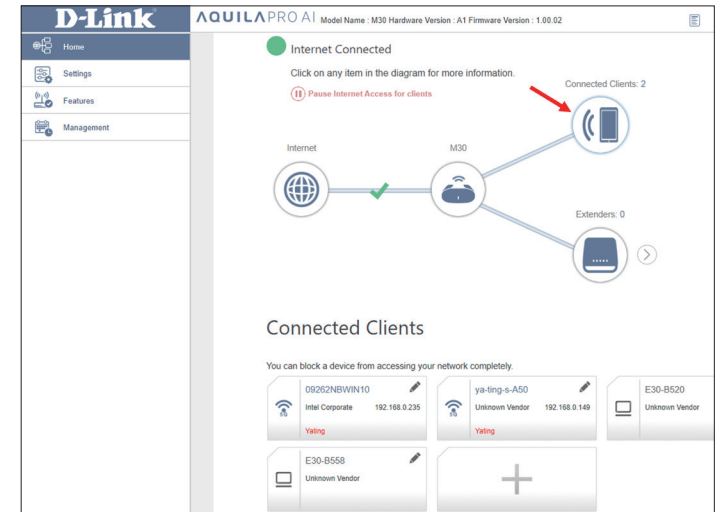 D-Link
AQUILA PRO AI Model Name : M30 Hardware Version : A1 Firmware Version : 1.00.02
Home
Settings
Features
Management
Internet Connected
Click on any item in the diagram for more information.
Pause Internet Access for clients
Connected Clients: 2
Internet
M30
Extenders: 0
Connected Clients
You can block a device from accessing your network completely.
09262NBWIN10
Intel Corporate 192.168.0.235
5G
Yating
ya-ting-s-A50
Unknown Vendor 192.168.0.149
5G
Yating
E30-B520
Unknown Vendor
E30-B558
Unknown Vendor